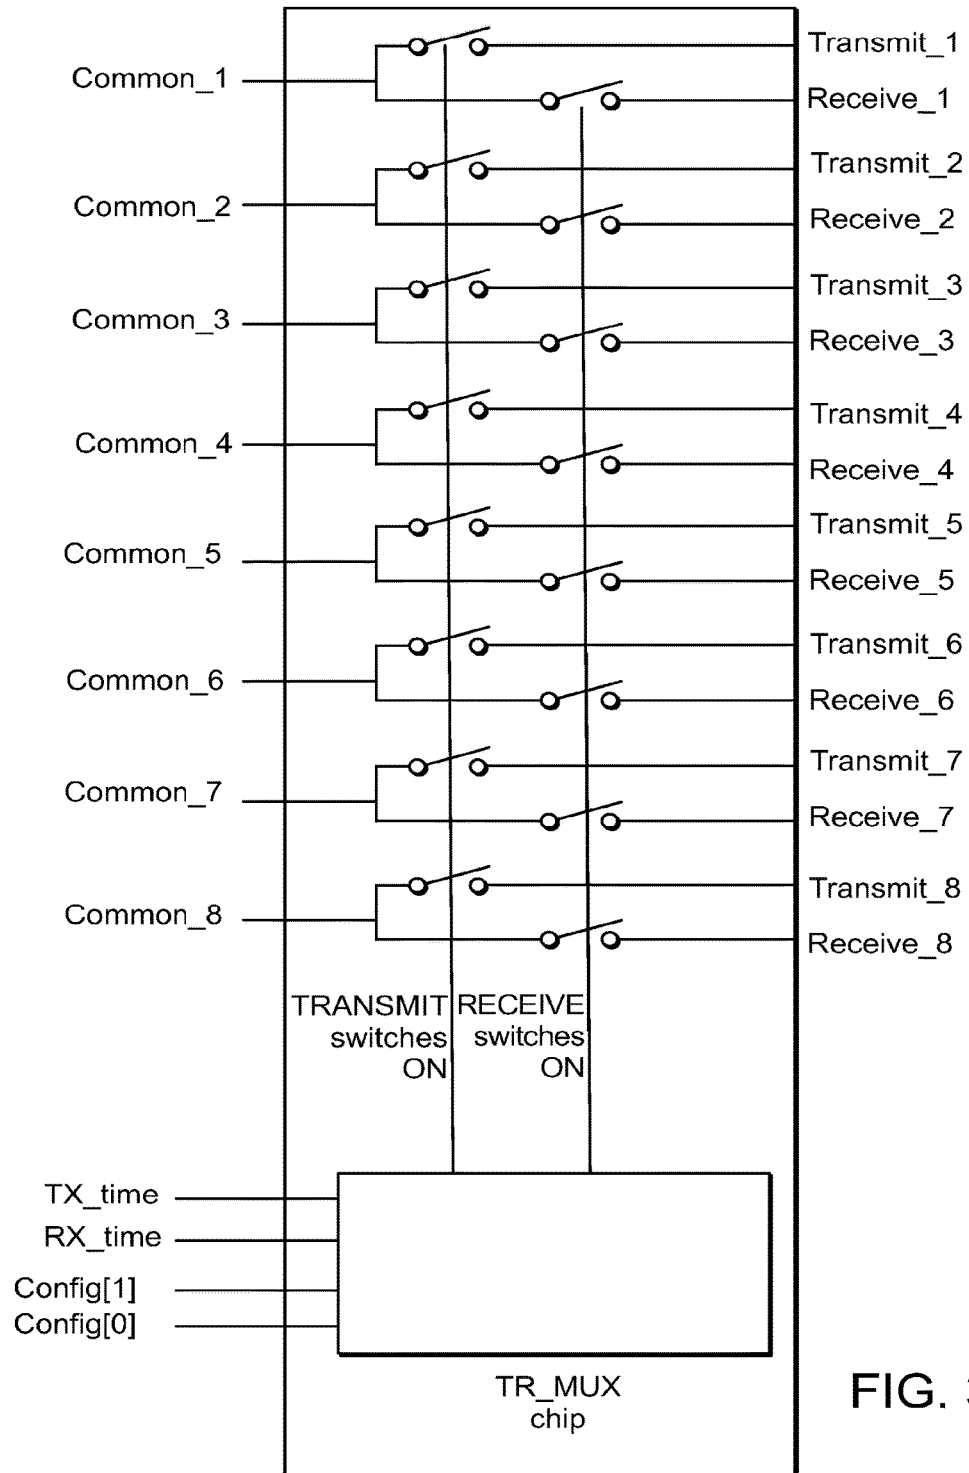 Transmit_1
Common_1
Receive_1
Transmit_2
Common_2
Receive_2
Transmit_3
Common_3
Receive_3
Transmit_4
Common_4
Receive_4
Transmit_5
Common_5
Receive_5
Transmit_6
Common_6
Receive_6
Transmit_7
Common_7
Receive_7
Transmit_8
Common_8
Receive_8
TRANSMIT
switches
ON
RECEIVE
switches
ON
TX_time
RX_time
Config[1]
Config[0]
TR_MUX
chip
FIG.